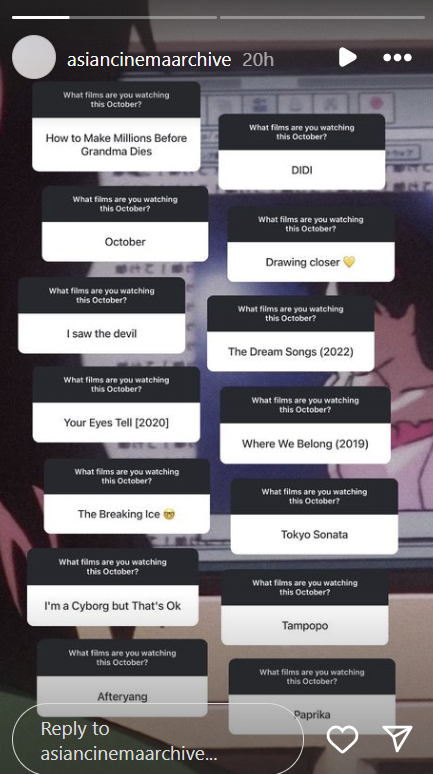 asiancinemaarchive 20h
What films are you watching
this October?
How to Make Millions Before
Grandma Dies
What films are you watching
this October?
DIDI
What films are you watching
this October?
October
What films are you watching
this October?
Drawing closer 💛
What films are you watching
this October?
I saw the devil
What films are you watching
this October?
The Dream Songs (2022)
What films are you watching
this October?
Your Eyes Tell [2020]
What films are you watching
this October?
Where We Belong (2019)
What films are you watching
this October?
The Breaking Ice 🤓
What films are you watching
this October?
Tokyo Sonata
What films are you watching
this October?
I'm a Cyborg but That's Ok
What films are you watching
this October?
Tampopo
What films are you watching
this October?
Afteryang
What films are you watching
this October?
Paprika
Reply to
asiancinemaarchive...